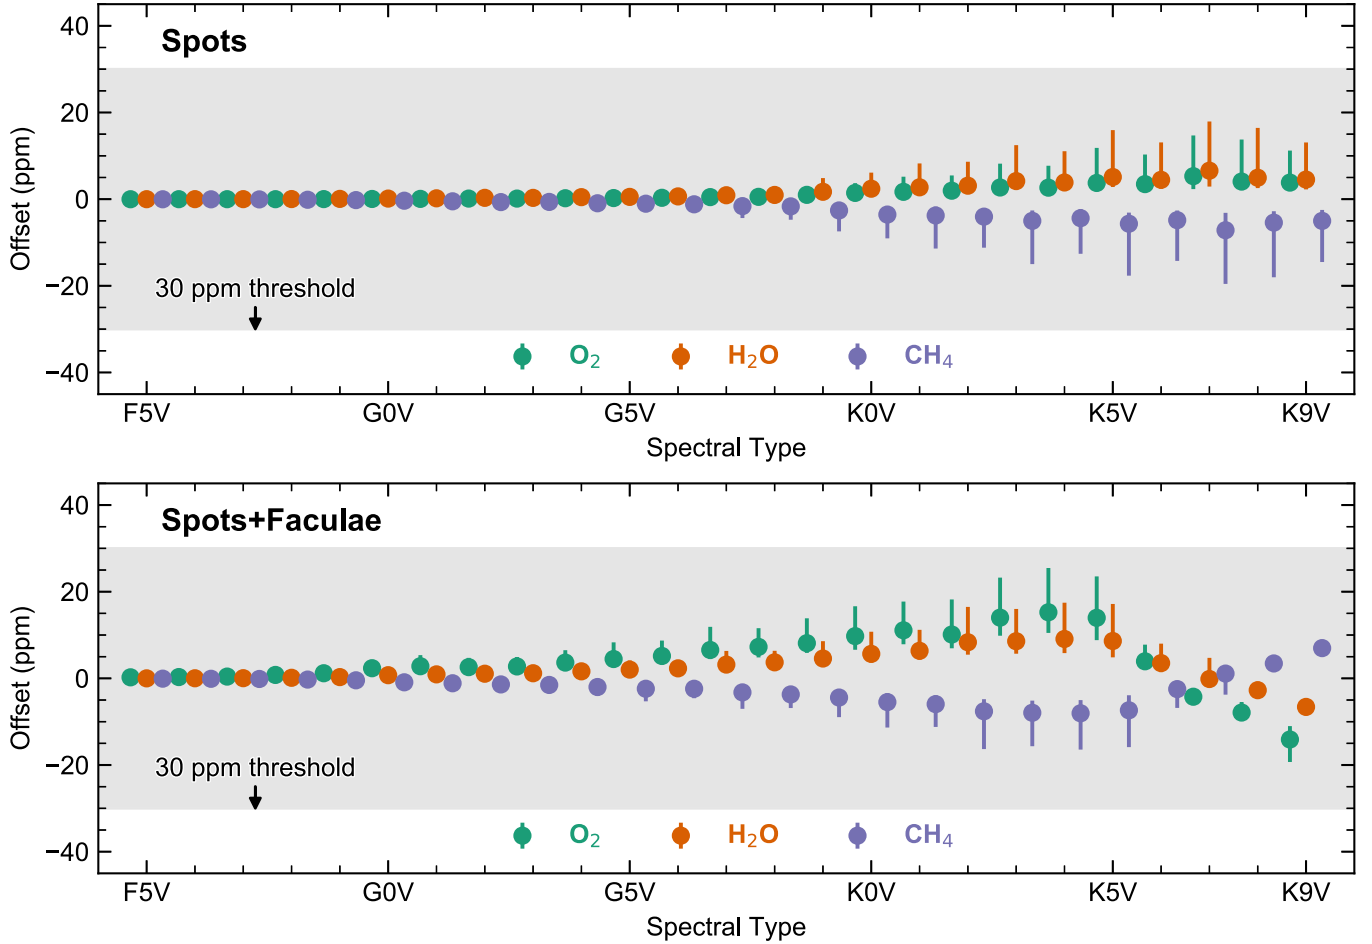 Spots
40
20
0
−20
−40
Offset (ppm)
30 ppm threshold
O₂ H₂O CH₄
F5V G0V G5V K0V K5V K9V
Spectral Type
Spots+Faculae
40
20
0
−20
−40
Offset (ppm)
30 ppm threshold
O₂ H₂O CH₄
F5V G0V G5V K0V K5V K9V
Spectral Type